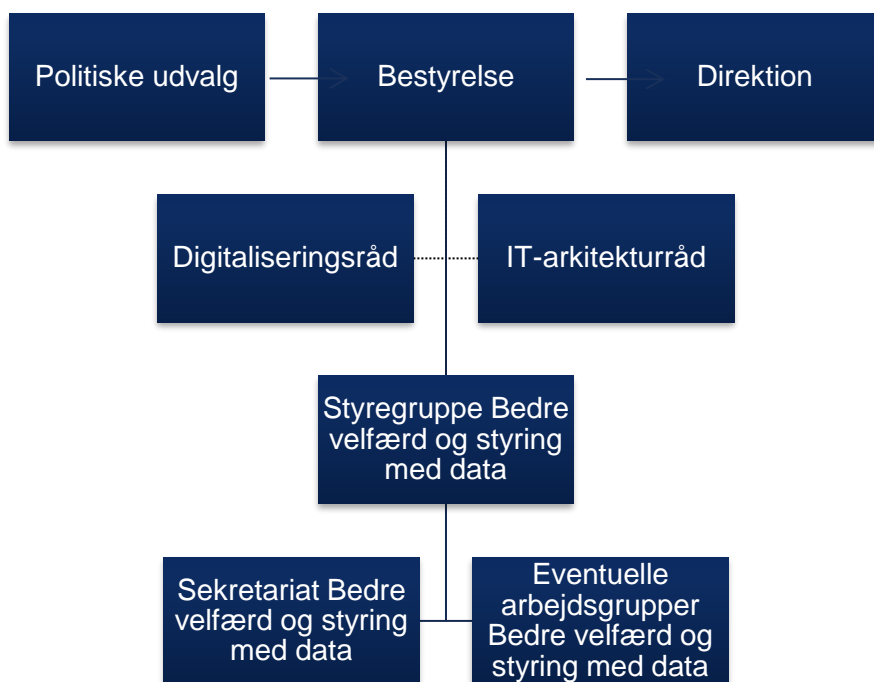 Politiske udvalg
Bestyrelse
Direktion
Digitaliseringsråd
IT-arkitekturråd
Styregruppe Bedre
velfærd og styring
med data
Sekretariat Bedre
velfærd og styring
med data
Eventuelle
arbejdsgrupper
Bedre velfærd og
styring med data